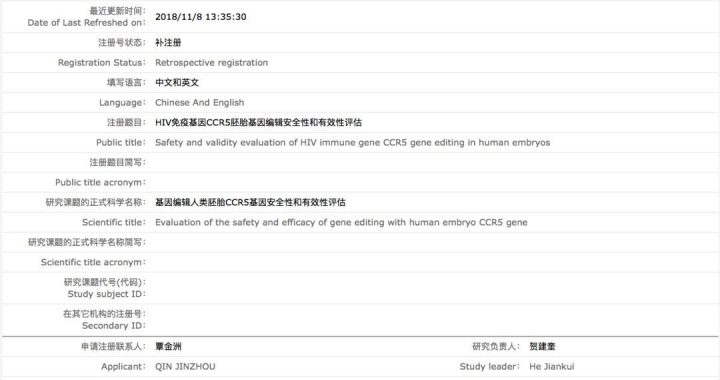 最近更新时间：
Date of Last Refreshed on： 2018/11/8 13:35:30
注册号状态： 补注册
Registration Status： Retrospective registration
填写语言： 中文和英文
Language： Chinese And English
注册题目： HIV免疫基因CCR5胚胎基因编辑安全性和有效性评估
Public title： Safety and validity evaluation of HIV immune gene CCR5 gene editing in human embryos
注册题目简写：
Public title acronym：
研究课题的正式科学名称： 基因编辑人类胚胎CCR5基因安全性和有效性评估
Scientific title： Evaluation of the safety and efficacy of gene editing with human embryo CCR5 gene
研究课题的正式科学名称简写：
Scientific title acronym：
研究课题代号(代码)：
Study subject ID：
在其它机构的注册号：
Secondary ID：
申请注册联系人： 覃金洲 研究负责人： 贺建奎
Applicant： QIN JINZHOU Study leader： He Jiankui